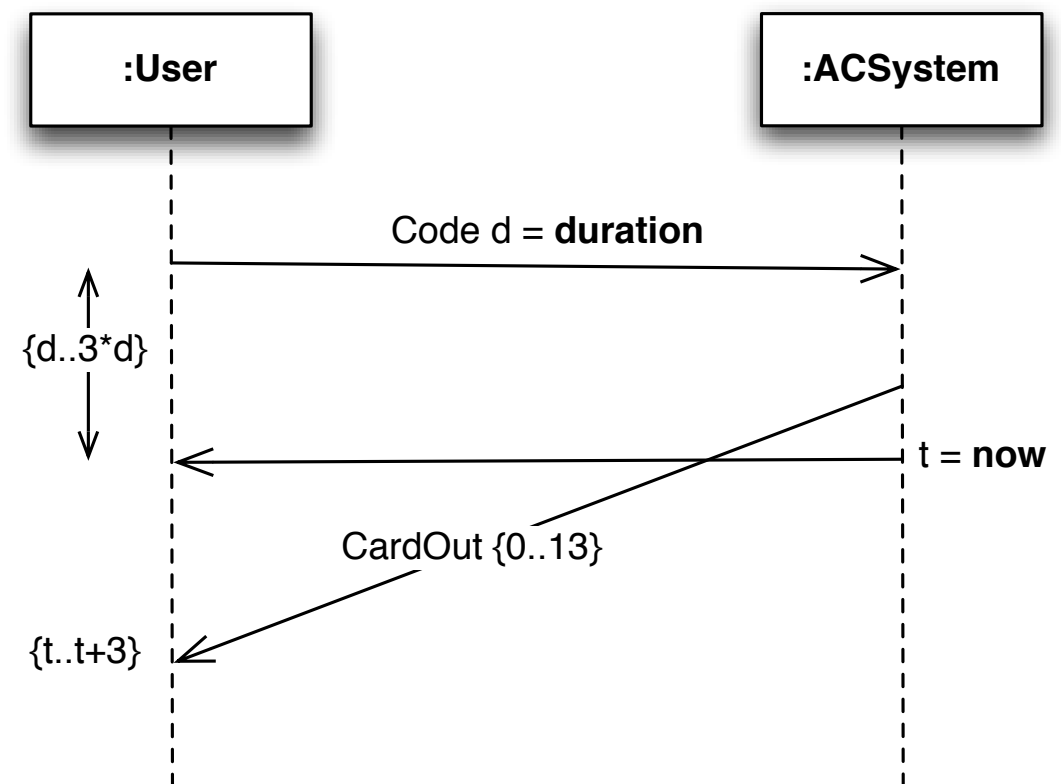 :User
:ACSystem
Code d = duration
{d..3*d}
t = now
CardOut {0..13}
{t..t+3}